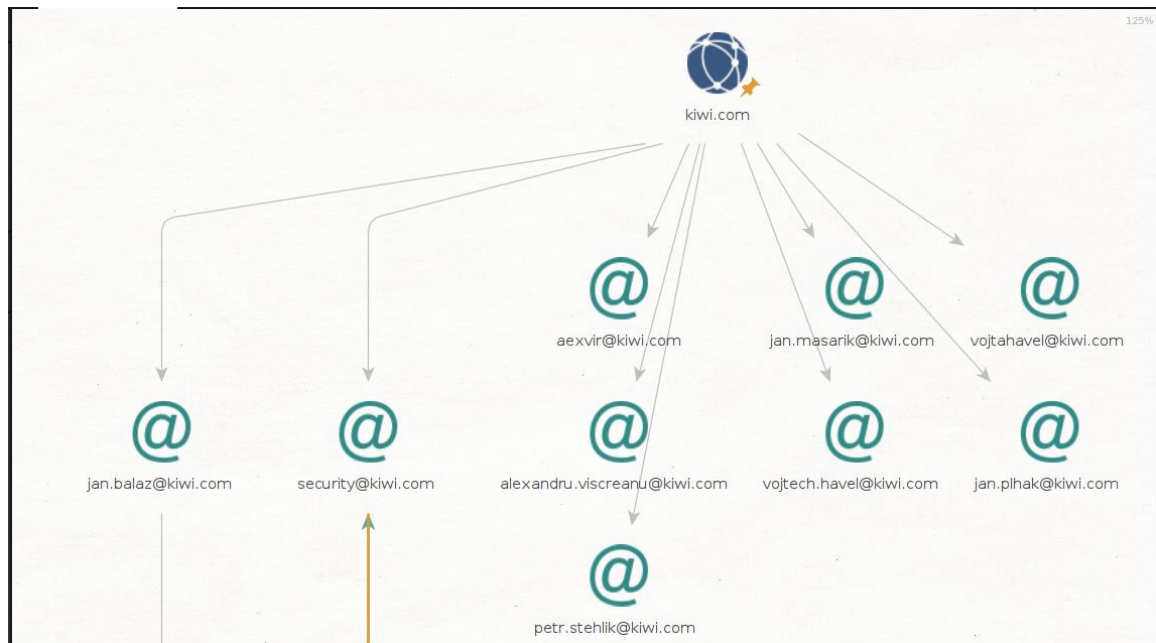 125%
kiwi.com
aexvir@kiwi.com
jan.masarik@kiwi.com
vojtahavel@kiwi.com
jan.balaz@kiwi.com
security@kiwi.com
alexandru.viscreanu@kiwi.com
vojtech.havel@kiwi.com
jan.plhak@kiwi.com
petr.stehlik@kiwi.com